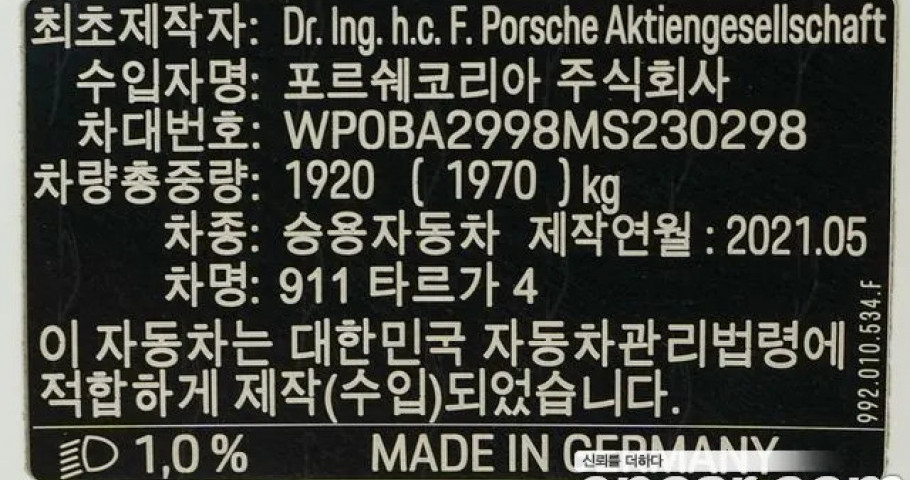 최초제작자: Dr. Ing. h.c. F. Porsche Aktiengesellschaft
수입자명: 포르쉐코리아 주식회사
차대번호: WP0BA2998MS230298
차량총중량: 1920 ( 1970 ) kg
차종: 승용자동차 제작연월 : 2021.05
차명: 911 타르가 4
이 자동차는 대한민국 자동차관리법령에
적합하게 제작(수입)되었습니다.
992.010.534.F
1,0 % MADE IN GERMANY
신뢰를 더하다